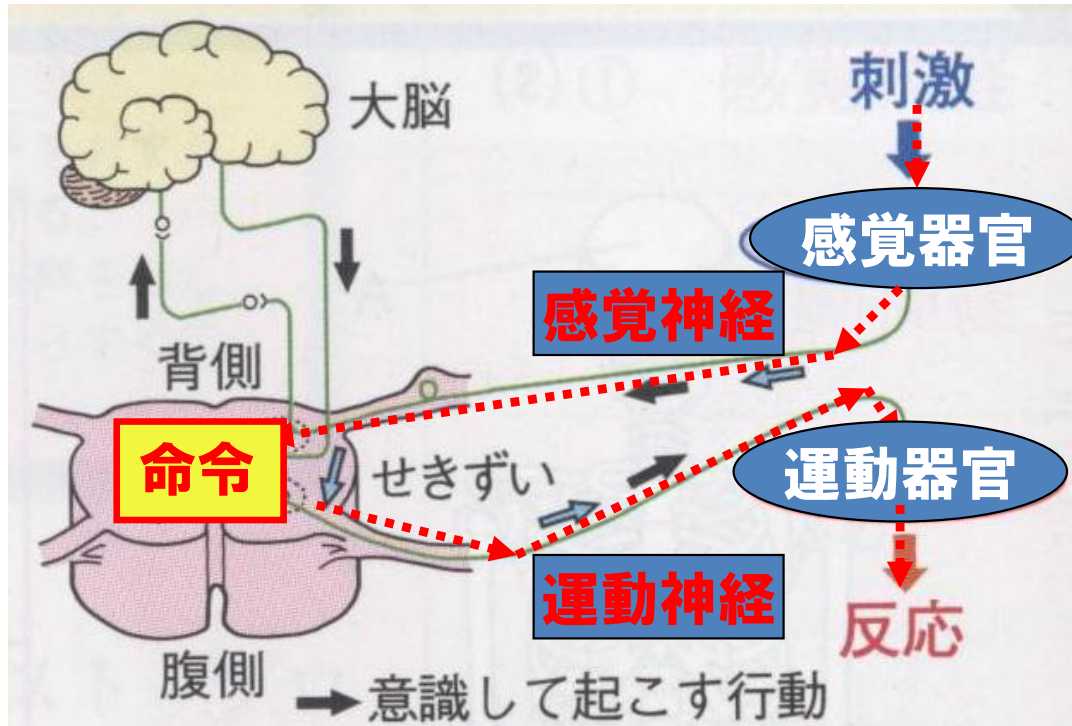 大脳
刺激
感覚器官
感覚神経
背側
命令
せきずい
運動器官
運動神経
反応
腹側
意識して起こす行動